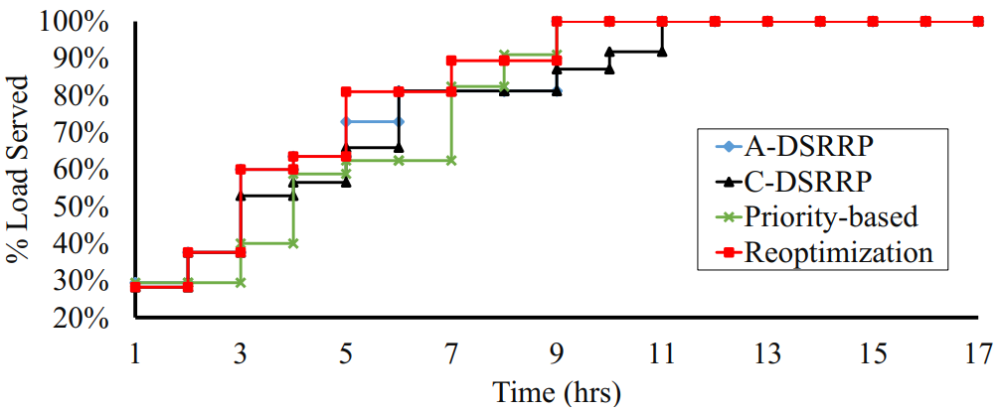 100%
90%
80%
70%
60%
50%
40%
30%
20%
% Load Served
A-DSRRP
C-DSRRP
Priority-based
Reoptimization
1 3 5 7 9 11 13 15 17
Time (hrs)